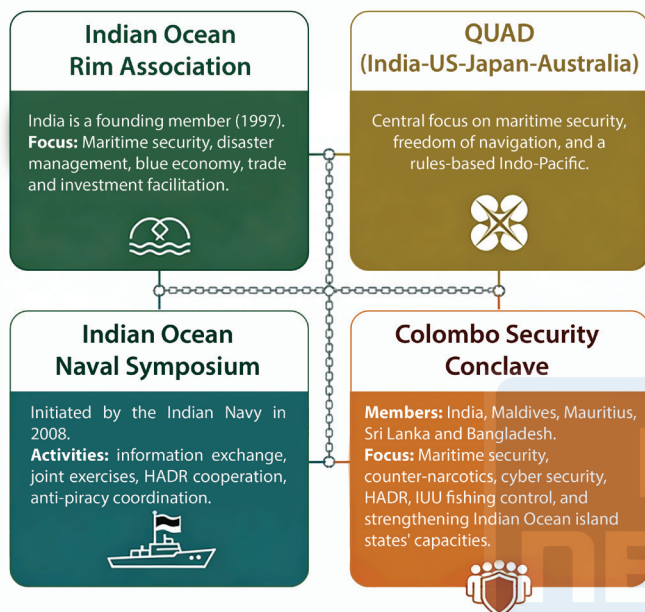 Indian Ocean
Rim Association
India is a founding member (1997).
Focus: Maritime security, disaster
management, blue economy, trade
and investment facilitation.
QUAD
(India-US-Japan-Australia)
Central focus on maritime security,
freedom of navigation, and a
rules-based Indo-Pacific.
Indian Ocean
Naval Symposium
Initiated by the Indian Navy in
2008.
Activities: information exchange,
joint exercises, HADR cooperation,
anti-piracy coordination.
Colombo Security
Conclave
Members: India, Maldives, Mauritius,
Sri Lanka and Bangladesh.
Focus: Maritime security,
counter-narcotics, cyber security,
HADR, IUU fishing control, and
strengthening Indian Ocean island
states' capacities.